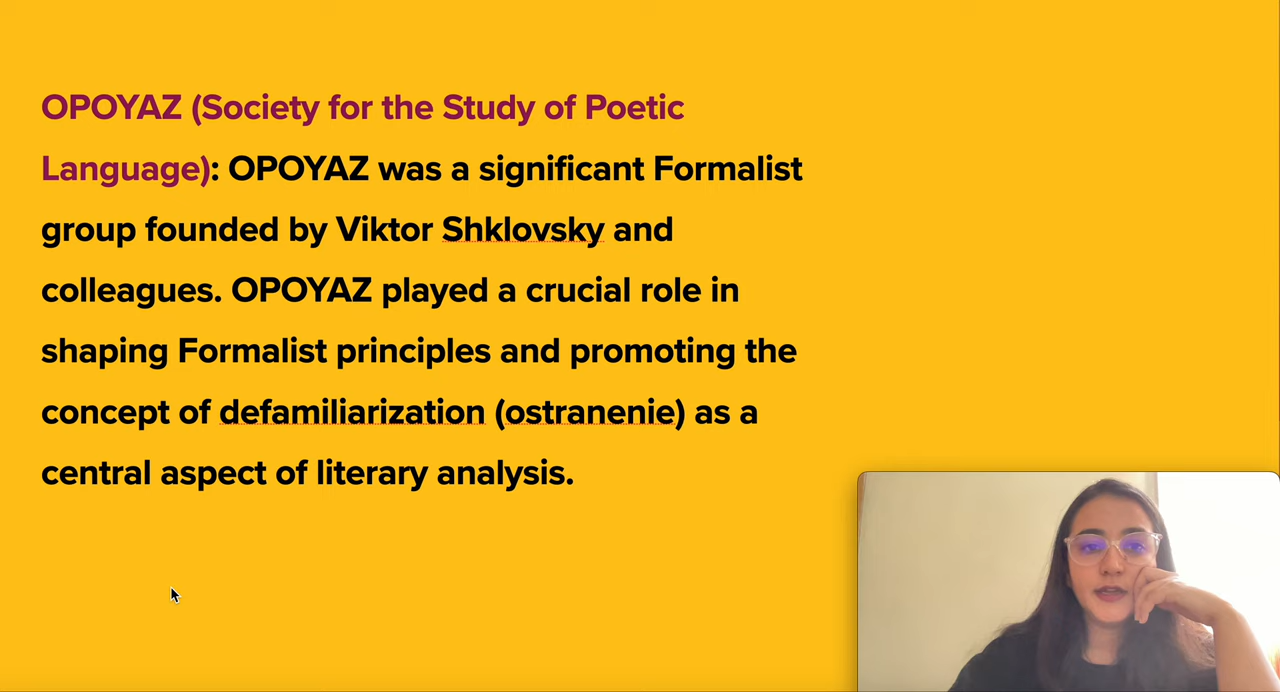 OPOYAZ (Society for the Study of Poetic
Language): OPOYAZ was a significant Formalist
group founded by Viktor Shklovsky and
colleagues. OPOYAZ played a crucial role in
shaping Formalist principles and promoting the
concept of defamiliarization (ostranenie) as a
central aspect of literary analysis.